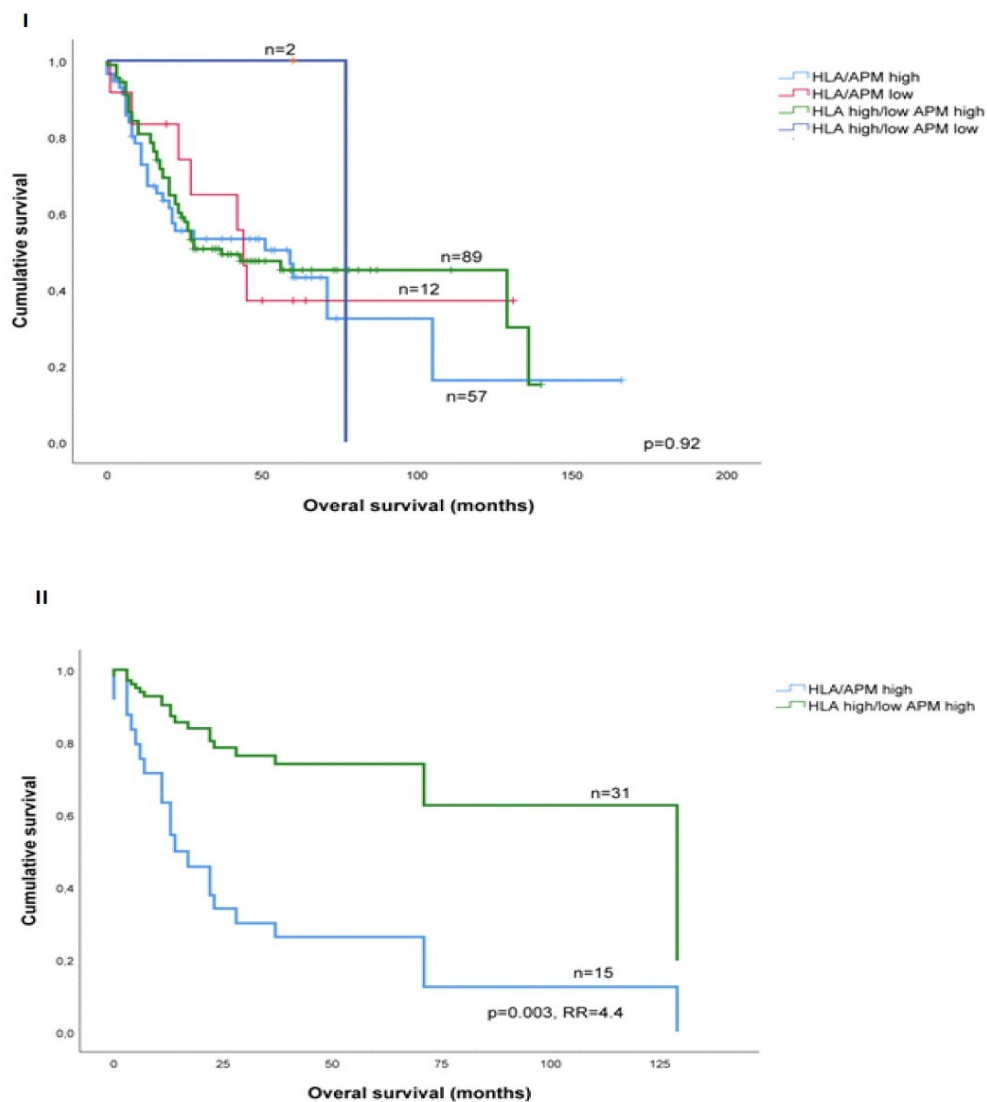 I
n=2
HLA/APM high
HLA/APM low
HLA high/low APM high
HLA high/low APM low
1,0
0,8
0,6
0,4
0,2
0,0
Cumulative survival
n=89
n=12
n=57
p=0.92
0 50 100 150 200
Overal survival (months)
II
HLA/APM high
HLA high/low APM high
1,0
0,8
0,6
0,4
0,2
0,0
Cumulative survival
n=31
n=15
p=0.003, RR=4.4
0 25 50 75 100 125
Overal survival (months)